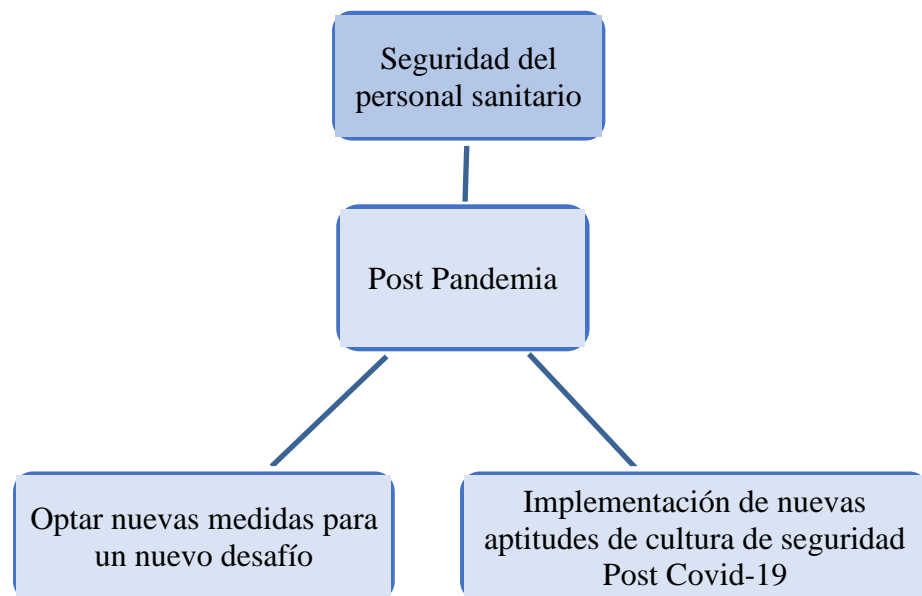 Seguridad del
personal sanitario
Post Pandemia
Optar nuevas medidas para
un nuevo desafío
Implementación de nuevas
aptitudes de cultura de seguridad
Post Covid-19